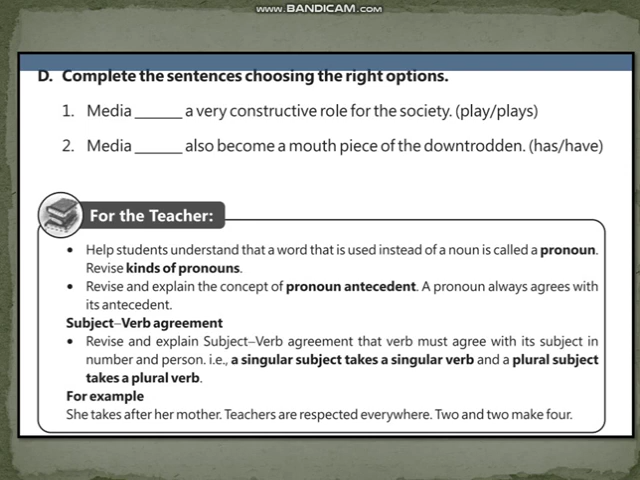 www.BANDICAM.com
D. Complete the sentences choosing the right options.
1. Media ______ a very constructive role for the society. (play/plays)
2. Media ______ also become a mouth piece of the downtrodden. (has/have)
For the Teacher:
• Help students understand that a word that is used instead of a noun is called a pronoun.
Revise kinds of pronouns.
• Revise and explain the concept of pronoun antecedent. A pronoun always agrees with
its antecedent.
Subject–Verb agreement
• Revise and explain Subject–Verb agreement that verb must agree with its subject in
number and person. i.e., a singular subject takes a singular verb and a plural subject
takes a plural verb.
For example
She takes after her mother. Teachers are respected everywhere. Two and two make four.